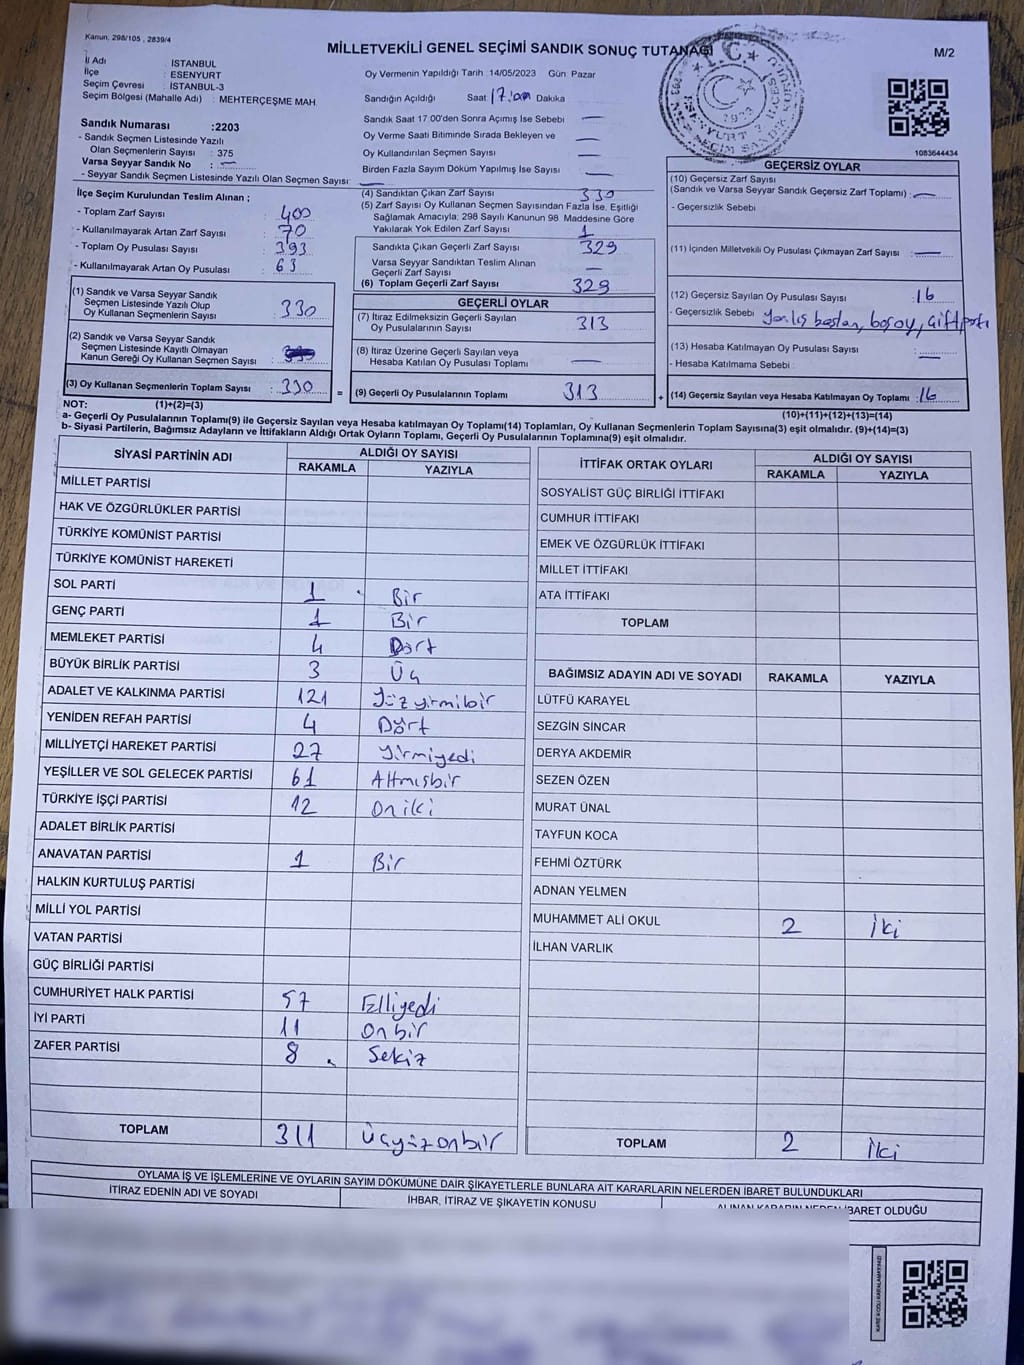 Kanun, 298/105 , 2839/4
MİLLETVEKİLİ GENEL SEÇİMİ SANDIK SONUÇ TUTANAĞI
M/2
İl Adı : İSTANBUL
İlçe : ESENYURT
Seçim Çevresi : İSTANBUL-3
Seçim Bölgesi (Mahalle Adı) : MEHTERÇEŞME MAH.
Sandık Numarası :2203
- Sandık Seçmen Listesinde Yazılı
Olan Seçmenlerin Sayısı : 375
Varsa Seyyar Sandık No : —
- Seyyar Sandık Seçmen Listesinde Yazılı Olan Seçmen Sayısı: —
İlçe Seçim Kurulundan Teslim Alınan ;
- Toplam Zarf Sayısı : 400
- Kullanılmayarak Artan Zarf Sayısı : 70
- Toplam Oy Pusulası Sayısı : 393
- Kullanılmayarak Artan Oy Pusulası : 63
(1) Sandık ve Varsa Seyyar Sandık
Seçmen Listesinde Yazılı Olup
Oy Kullanan Seçmenlerin Sayısı : 330
(2) Sandık ve Varsa Seyyar Sandık
Seçmen Listesinde Kayıtlı Olmayan
Kanun Gereği Oy Kullanan Seçmen Sayısı :
(3) Oy Kullanan Seçmenlerin Toplam Sayısı : 330 =
Oy Vermenin Yapıldığı Tarih :14/05/2023 Gün Pazar
Sandığın Açıldığı Saat 17:00 Dakika
Sandık Saat 17.00'den Sonra Açımış İse Sebebi —
Oy Verme Saati Bitiminde Sırada Bekleyen ve —
Oy Kullandırılan Seçmen Sayısı —
Birden Fazla Sayım Döküm Yapılmış İse Sayısı —
(4) Sandıktan Çıkan Zarf Sayısı 330
(5) Zarf Sayısı Oy Kullanan Seçmen Sayısından Fazla İse, Eşitliği
Sağlamak Amacıyla; 298 Sayılı Kanunun 98. Maddesine Göre
Yakılarak Yok Edilen Zarf Sayısı 1
Sandıkta Çıkan Geçerli Zarf Sayısı 329
Varsa Seyyar Sandıktan Teslim Alınan
Geçerli Zarf Sayısı —
(6) Toplam Geçerli Zarf Sayısı 329
GEÇERLİ OYLAR
(7) İtiraz Edilmeksizin Geçerli Sayılan
Oy Pusulalarının Sayısı 313
(8) İtiraz Üzerine Geçerli Sayılan veya
Hesaba Katılan Oy Pusulalarının Toplamı —
(9) Geçerli Oy Pusulalarının Toplamı 313 +
T.C.
1083644434
GEÇERSİZ OYLAR
(10) Geçersiz Zarf Sayısı
(Sandık ve Varsa Seyyar Sandık Geçersiz Zarf Toplamı) : —
- Geçersizlik Sebebi :
(11) İçinden Milletvekili Oy Pusulası Çıkmayan Zarf Sayısı : —
(12) Geçersiz Sayılan Oy Pusulası Sayısı : 16
- Geçersizlik Sebebi : Yanlış basılan, boş oy, çift parti
(13) Hesaba Katılmayan Oy Pusulası Sayısı : —
- Hesaba Katılmama Sebebi :
(14) Geçersiz Sayılan veya Hesaba Katılmayan Oy Toplamı : 16
NOT: (1)+(2)=(3)
(10)+(11)+(12)+(13)=(14)
a- Geçerli Oy Pusulalarının Toplamı(9) ile Geçersiz Sayılan veya Hesaba katılmayan Oy Toplamı(14) Toplamları, Oy Kullanan Seçmenlerin Toplam Sayısına(3) eşit olmalıdır. (9)+(14)=(3)
b- Siyasi Partilerin, Bağımsız Adayların ve İttifakların Aldığı Ortak Oyların Toplamı, Geçerli Oy Pusulalarının Toplamına(9) eşit olmalıdır.
SİYASİ PARTİNİN ADI ALDIĞI OY SAYISI
RAKAMLA YAZIYLA
MİLLET PARTİSİ
HAK VE ÖZGÜRLÜKLER PARTİSİ
TÜRKİYE KOMÜNİST PARTİSİ
TÜRKİYE KOMÜNİST HAREKETİ
SOL PARTİ 1 Bir
GENÇ PARTİ 1 Bir
MEMLEKET PARTİSİ 4 Dört
BÜYÜK BİRLİK PARTİSİ 3 Üç
ADALET VE KALKINMA PARTİSİ 121 Yüz yirmibir
YENİDEN REFAH PARTİSİ 4 Dört
MİLLİYETÇİ HAREKET PARTİSİ 27 Yirmiyedi
YEŞİLLER VE SOL GELECEK PARTİSİ 61 Altmışbir
TÜRKİYE İŞÇİ PARTİSİ 12 On iki
ADALET BİRLİK PARTİSİ
ANAVATAN PARTİSİ 1 Bir
HALKIN KURTULUŞ PARTİSİ
MİLLİ YOL PARTİSİ
VATAN PARTİSİ
GÜÇ BİRLİĞİ PARTİSİ
CUMHURİYET HALK PARTİSİ 57 Elliyedi
İYİ PARTİ 11 On bir
ZAFER PARTİSİ 8 Sekiz
TOPLAM 311 Üçyüzonbir
İTTİFAK ORTAK OYLARI ALDIĞI OY SAYISI
RAKAMLA YAZIYLA
SOSYALİST GÜÇ BİRLİĞİ İTTİFAKI
CUMHUR İTTİFAKI
EMEK VE ÖZGÜRLÜK İTTİFAKI
MİLLET İTTİFAKI
ATA İTTİFAKI
TOPLAM
BAĞIMSIZ ADAYIN ADI VE SOYADI RAKAMLA YAZIYLA
LÜTFÜ KARAYEL
SEZGİN SİNCAR
DERYA AKDEMİR
SEZEN ÖZEN
MURAT ÜNAL
TAYFUN KOCA
FEHMİ ÖZTÜRK
ADNAN YELMEN
MUHAMMET ALİ OKUL 2 İki
İLHAN VARLIK
TOPLAM 2 İki
OYLAMA İŞ VE İŞLEMLERİNE VE OYLARIN SAYIM DÖKÜMÜNE DAİR ŞİKAYETLERLE BUNLARA AİT KARARLARIN NELERDEN İBARET BULUNDUKLARI
İTİRAZ EDENİN ADI VE SOYADI İHBAR, İTİRAZ VE ŞİKAYETİN KONUSU ALINAN KARARIN NEDEN İBARET OLDUĞU
KARE KODU KARALAMAYINIZ